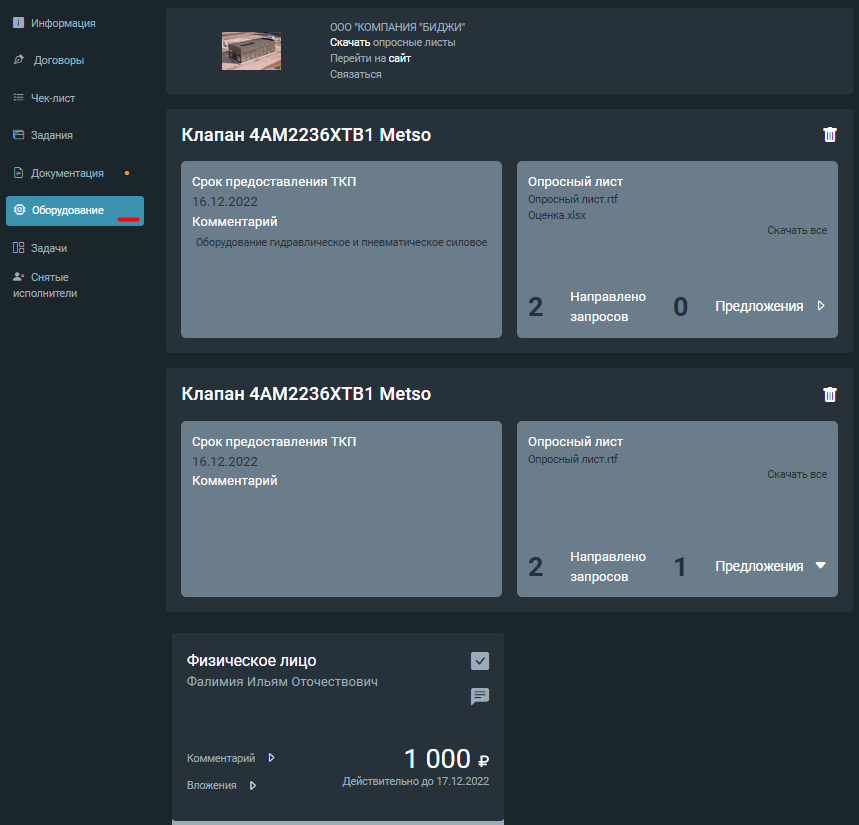 Информация
Договоры
Чек-лист
Задания
Документация
Оборудование
Задачи
Снятые
исполнители
ООО "КОМПАНИЯ "БИДЖИ"
Скачать опросные листы
Перейти на сайт
Связаться
Клапан 4AM2236XTB1 Metso
Срок предоставления ТКП
16.12.2022
Комментарий
Оборудование гидравлическое и пневматическое силовое
Опросный лист
Опросный лист.rtf
Оценка.xlsx
Скачать все
2 Направлено запросов 0 Предложения
Клапан 4AM2236XTB1 Metso
Срок предоставления ТКП
16.12.2022
Комментарий
Опросный лист
Опросный лист.rtf
Скачать все
2 Направлено запросов 1 Предложения
Физическое лицо
Фалимия Ильям Оточествович
Комментарий
Вложения
1 000 ₽
Действительно до 17.12.2022